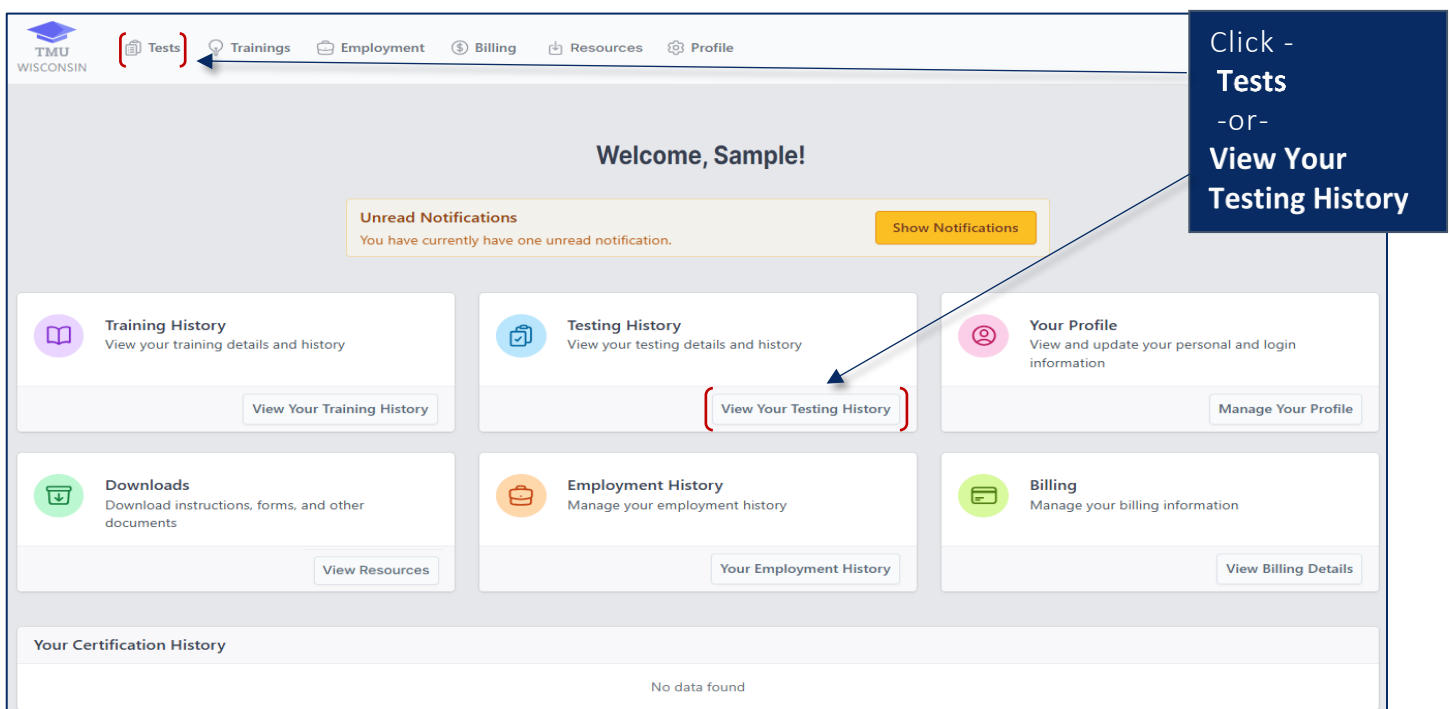 TMU
WISCONSIN
Tests Trainings Employment Billing Resources Profile
Click -
Tests
-or-
View Your
Testing History
Welcome, Sample!
Unread Notifications
You have currently have one unread notification.
Show Notifications
Training History
View your training details and history
View Your Training History
Testing History
View your testing details and history
View Your Testing History
Your Profile
View and update your personal and login
information
Manage Your Profile
Downloads
Download instructions, forms, and other
documents
View Resources
Employment History
Manage your employment history
Your Employment History
Billing
Manage your billing information
View Billing Details
Your Certification History
No data found